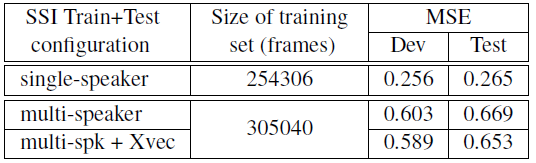 SSI Train+Test Size of training MSE
configuration set (frames) Dev Test
single-speaker 254306 0.256 0.265
multi-speaker 305040 0.603 0.669
multi-spk + Xvec 0.589 0.653